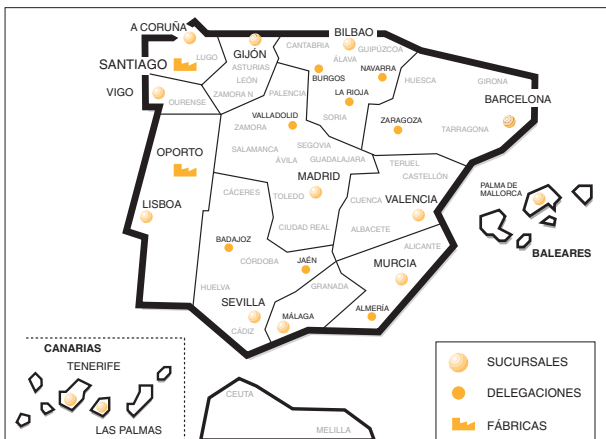 A CORUÑA
LUGO
SANTIAGO
GIJÓN
ASTURIAS
LEÓN
ZAMORA N
CANTABRIA
BILBAO
GUIPÚZCOA
ÁLAVA
BURGOS
NAVARRA
PALENCIA
LA RIOJA
HUESCA
GIRONA
BARCELONA
VIGO
OURENSE
VALLADOLID
SORIA
ZARAGOZA
TARRAGONA
ZAMORA
SEGOVIA
SALAMANCA
ÁVILA
GUADALAJARA
TERUEL
CASTELLÓN
OPORTO
MADRID
CÁCERES
TOLEDO
CUENCA
VALENCIA
PALMA DE
MALLORCA
LISBOA
CIUDAD REAL
ALBACETE
BADAJOZ
ALICANTE
BALEARES
CÓRDOBA
JAÉN
MURCIA
HUELVA
GRANADA
SEVILLA
MÁLAGA
ALMERÍA
CÁDIZ
CANARIAS
TENERIFE
LAS PALMAS
CEUTA
MELILLA
SUCURSALES
DELEGACIONES
FÁBRICAS